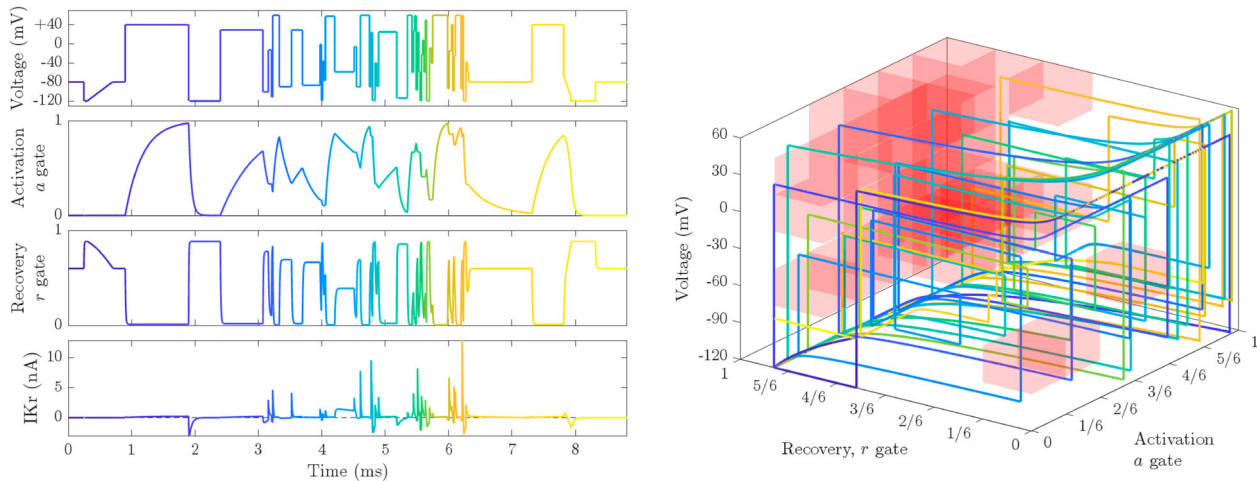 Voltage (mV)
+40
0
-40
-80
-120
Activation
a gate
1
0
Recovery
r gate
1
0
IKr (nA)
10
5
0
0 1 2 3 4 5 6 7 8
Time (ms)
Voltage (mV)
60
30
0
-30
-60
-90
-120
1
5/6
4/6
3/6
2/6
1/6
0
Recovery, r gate
0
1/6
2/6
3/6
4/6
5/6
1
Activation
a gate